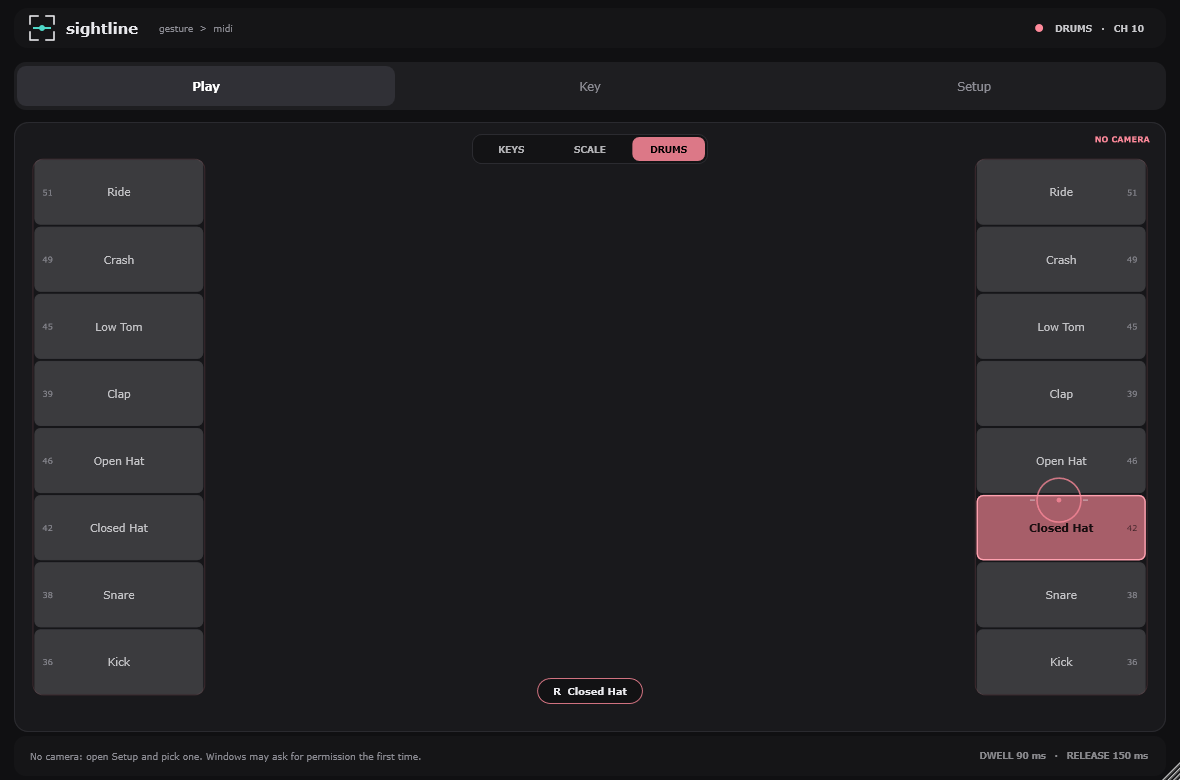 sightline gesture > midi DRUMS · CH 10
Play Key Setup
KEYS SCALE DRUMS NO CAMERA
51 Ride Ride 51
49 Crash Crash 49
45 Low Tom Low Tom 45
39 Clap Clap 39
46 Open Hat Open Hat 46
42 Closed Hat Closed Hat 42
38 Snare Snare 38
36 Kick Kick 36
R Closed Hat
No camera: open Setup and pick one. Windows may ask for permission the first time. DWELL 90 ms · RELEASE 150 ms